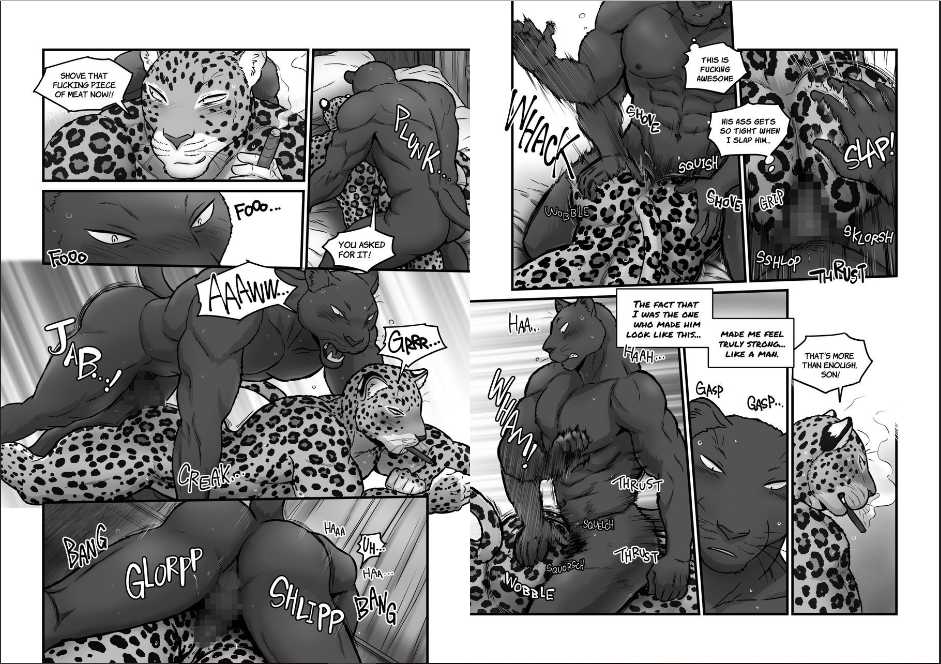 SHOVE THAT
FUCKING PIECE
OF MEAT NOW!!
PLUNK...
YOU ASKED
FOR IT!
FOOO...
FOOO
AAAWW...
GRRR...
JAB...!
CREAK...
BANG
GLORPP
SHLIPP
HAAA
UH...
HAA...
BANG
THIS IS
FUCKING
AWESOME
WHACK
SHOVE
SQUISH
WOBBLE
SHOVE
HIS ASS GETS
SO TIGHT WHEN
I SLAP HIM..
SLAP!
GRIP
SKLORSH
SSHLOP
THRUST
HAA...
HAAH...
THE FACT THAT
I WAS THE ONE
WHO MADE HIM
LOOK LIKE THIS...
MADE ME FEEL
TRULY STRONG...
LIKE A MAN.
WHAM!!
THRUST
SQUELCH
THRUST
WOBBLE
GASP
GASP...
THAT'S MORE
THAN ENOUGH,
SON!